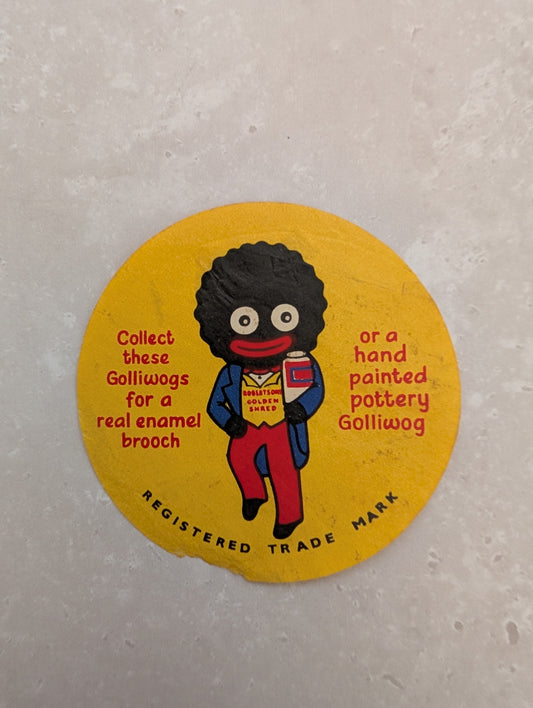 Collect
these
Golliwogs
for a
real enamel
brooch
or a
hand
painted
pottery
Golliwog
ROBERTSONS
GOLDEN
SHRED
REGISTERED TRADE MARK